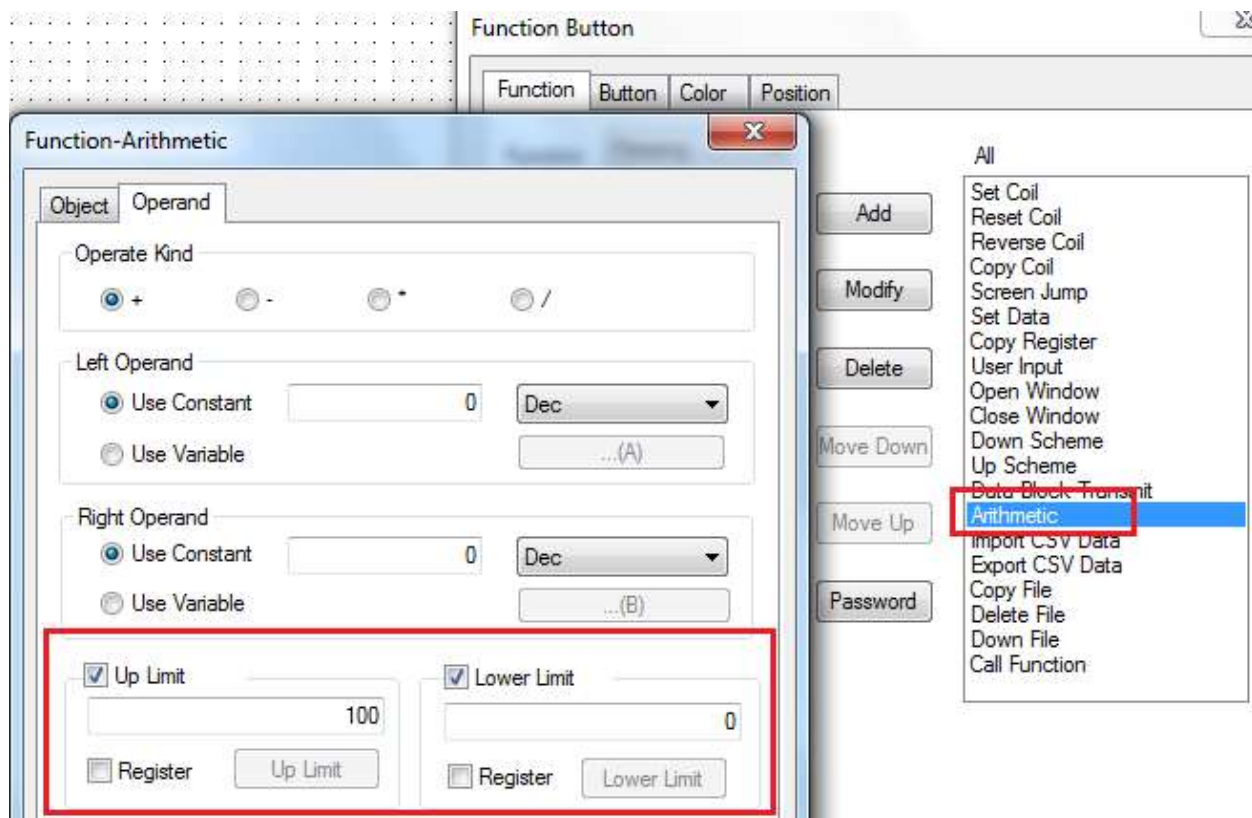 Function Button
Function Button Color Position
Function-Arithmetic
Object Operand
Operate Kind
+ - * /
Left Operand
Use Constant 0 Dec
Use Variable ...(A)
Right Operand
Use Constant 0 Dec
Use Variable ...(B)
Up Limit
100
Register Up Limit
Lower Limit
0
Register Lower Limit
Add
Modify
Delete
Move Down
Move Up
Password
All
Set Coil
Reset Coil
Reverse Coil
Copy Coil
Screen Jump
Set Data
Copy Register
User Input
Open Window
Close Window
Down Scheme
Up Scheme
Data Block Transmit
Arithmetic
Import CSV Data
Export CSV Data
Copy File
Delete File
Down File
Call Function